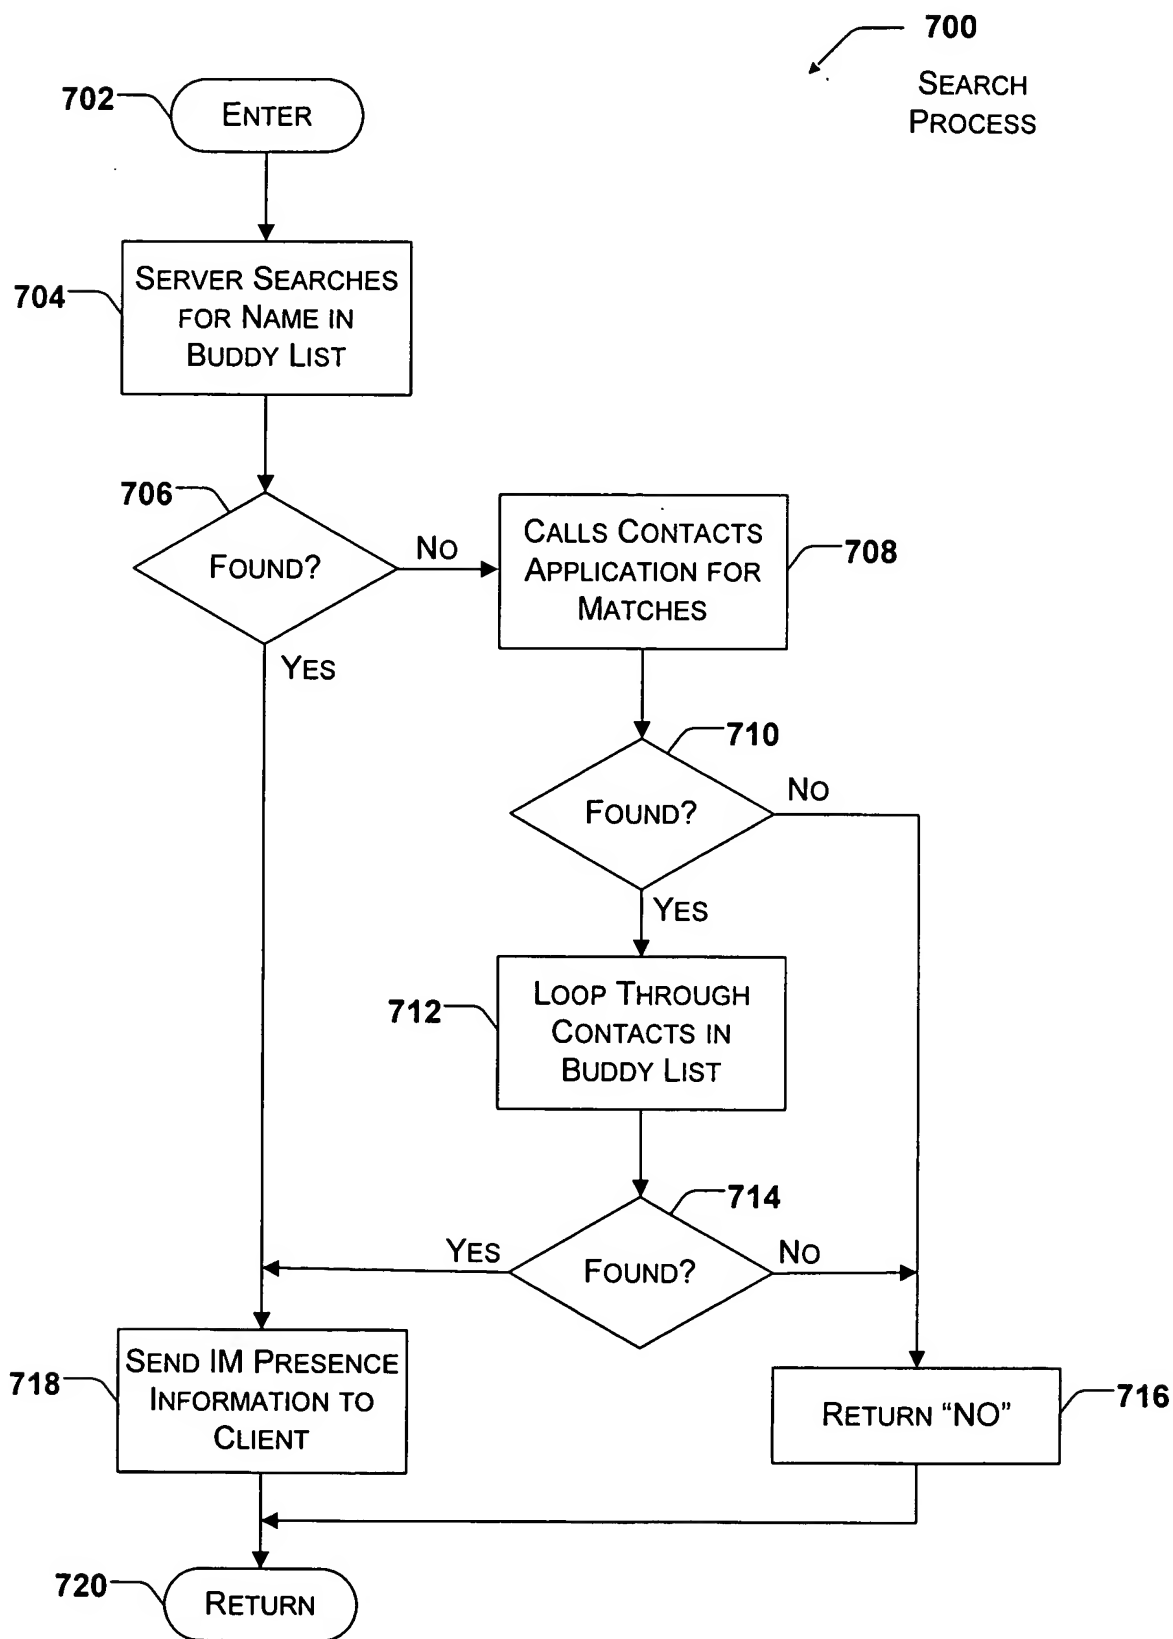 700
SEARCH
PROCESS
702
ENTER
704
SERVER SEARCHES
FOR NAME IN
BUDDY LIST
706
FOUND?
NO
YES
CALLS CONTACTS
APPLICATION FOR
MATCHES
708
710
FOUND?
NO
YES
712
LOOP THROUGH
CONTACTS IN
BUDDY LIST
714
YES
FOUND?
NO
718
SEND IM PRESENCE
INFORMATION TO
CLIENT
RETURN “NO”
716
720
RETURN